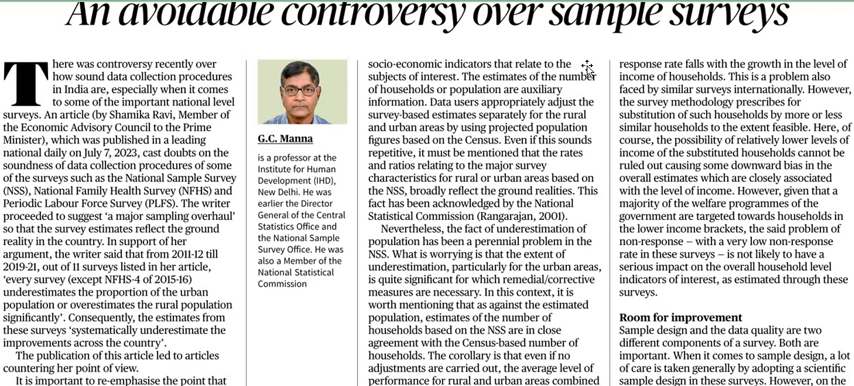 An avoidable controversy over sample surveys
There was controversy recently over
how sound data collection procedures
in India are, especially when it comes
to some of the important national level
surveys. An article (by Shamika Ravi, Member of
the Economic Advisory Council to the Prime
Minister), which was published in a leading
national daily on July 7, 2023, cast doubts on the
soundness of data collection procedures of some
of the surveys such as the National Sample Survey
(NSS), National Family Health Survey (NFHS) and
Periodic Labour Force Survey (PLFS). The writer
proceeded to suggest ‘a major sampling overhaul’
so that the survey estimates reflect the ground
reality in the country. In support of her
argument, the writer said that from 2011-12 till
2019-21, out of 11 surveys listed in her article,
‘every survey (except NFHS-4 of 2015-16)
underestimates the proportion of the urban
population or overestimates the rural population
significantly’. Consequently, the estimates from
these surveys ‘systematically underestimate the
improvements across the country’.
The publication of this article led to articles
countering her point of view.
It is important to re-emphasise the point that
G.C. Manna
is a professor at the
Institute for Human
Development (IHD),
New Delhi. He was
earlier the Director
General of the Central
Statistics Office and
the National Sample
Survey Office. He was
also a Member of the
National Statistical
Commission
socio-economic indicators that relate to the
subjects of interest. The estimates of the number
of households or population are auxiliary
information. Data users appropriately adjust the
survey-based estimates separately for the rural
and urban areas by using projected population
figures based on the Census. Even if this sounds
repetitive, it must be mentioned that the rates
and ratios relating to the major survey
characteristics for rural or urban areas based on
the NSS, broadly reflect the ground realities. This
fact has been acknowledged by the National
Statistical Commission (Rangarajan, 2001).
Nevertheless, the fact of underestimation of
population has been a perennial problem in the
NSS. What is worrying is that the extent of
underestimation, particularly for the urban areas,
is quite significant for which remedial/corrective
measures are necessary. In this context, it is
worth mentioning that as against the estimated
population, estimates of the number of
households based on the NSS are in close
agreement with the Census-based number of
households. The corollary is that even if no
adjustments are carried out, the average level of
performance for rural and urban areas combined
response rate falls with the growth in the level of
income of households. This is a problem also
faced by similar surveys internationally. However,
the survey methodology prescribes for
substitution of such households by more or less
similar households to the extent feasible. Here, of
course, the possibility of relatively lower levels of
income of the substituted households cannot be
ruled out causing some downward bias in the
overall estimates which are closely associated
with the level of income. However, given that a
majority of the welfare programmes of the
government are targeted towards households in
the lower income brackets, the said problem of
non-response – with a very low non-response
rate in these surveys – is not likely to have a
serious impact on the overall household level
indicators of interest, as estimated through these
surveys.
Room for improvement
Sample design and the data quality are two
different components of a survey. Both are
important. When it comes to sample design, a lot
of care is taken generally by adopting a scientific
sample design in these surveys. However, on the